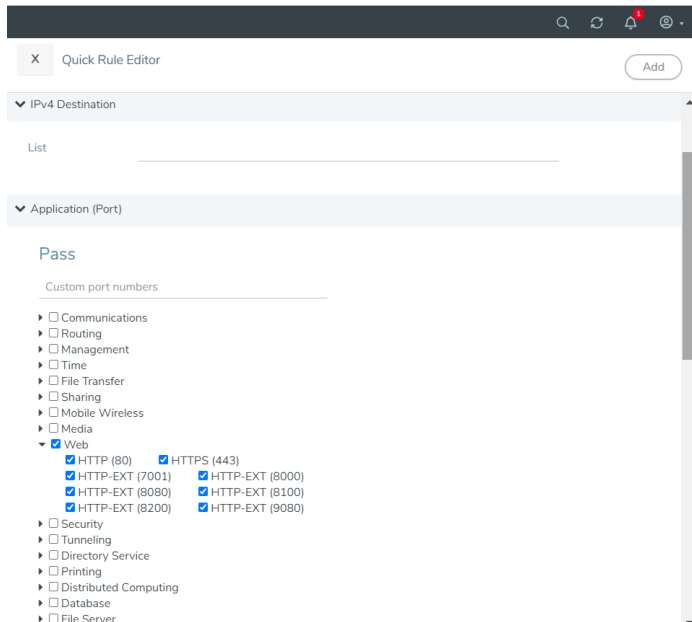 1
X Quick Rule Editor Add
IPv4 Destination
List
Application (Port)
Pass
Custom port numbers
Communications
Routing
Management
Time
File Transfer
Sharing
Mobile Wireless
Media
Web
HTTP (80) HTTPS (443)
HTTP-EXT (7001) HTTP-EXT (8000)
HTTP-EXT (8080) HTTP-EXT (8100)
HTTP-EXT (8200) HTTP-EXT (9080)
Security
Tunneling
Directory Service
Printing
Distributed Computing
Database
File Server